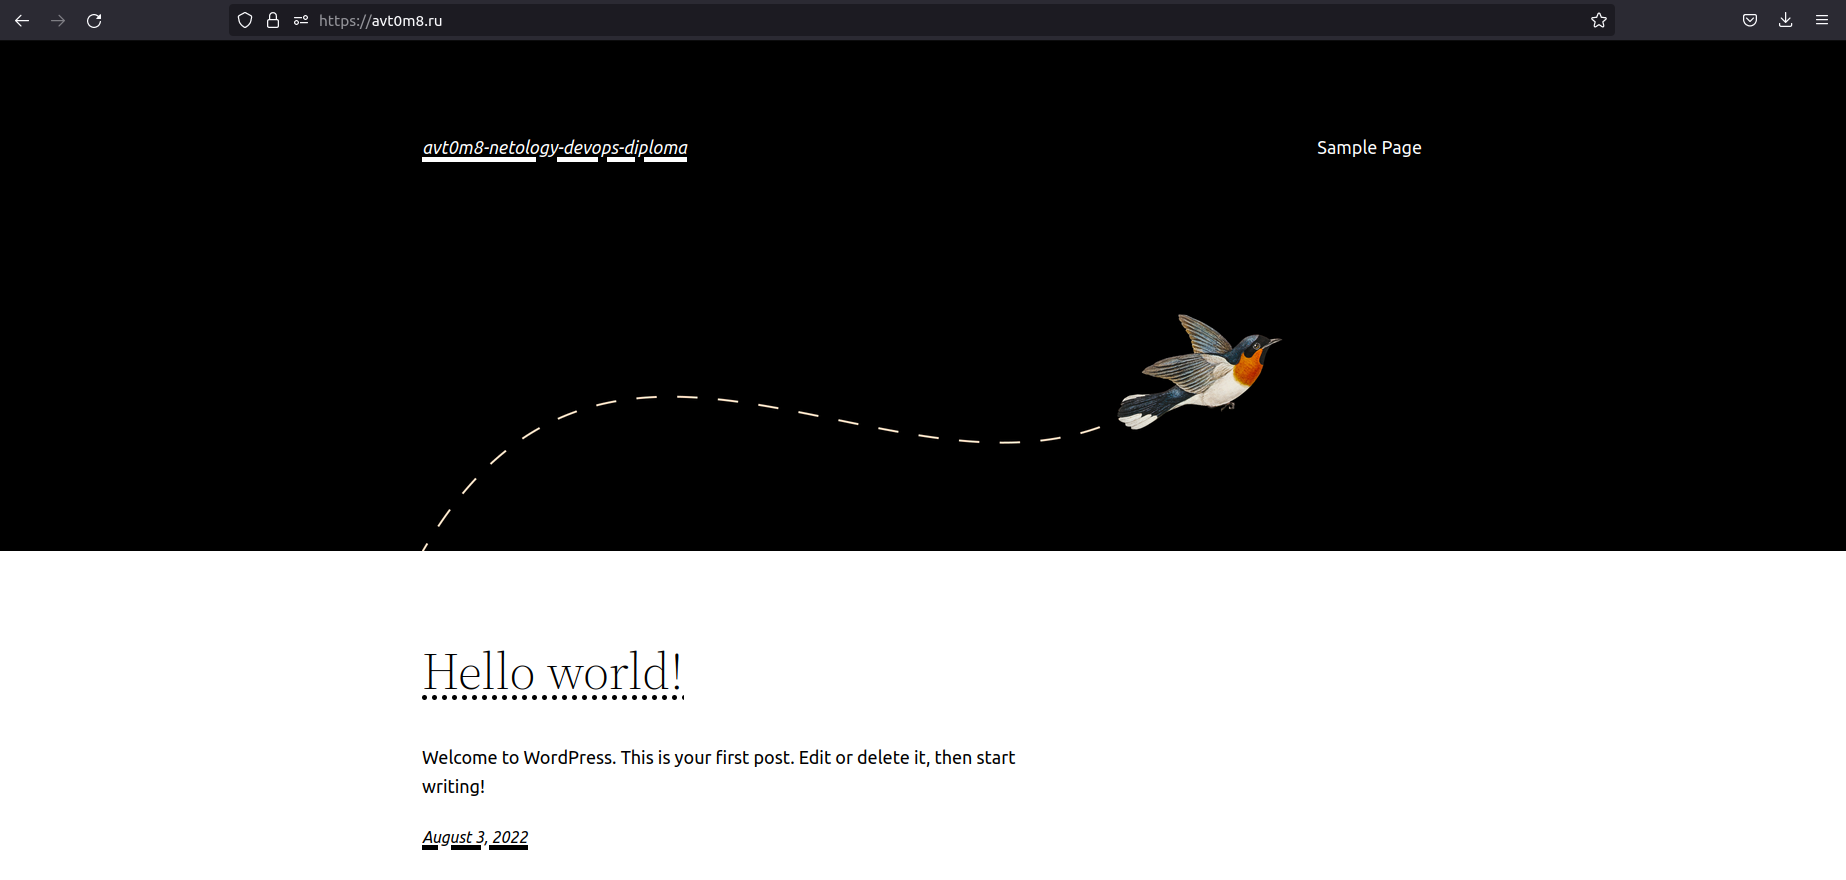 https://avt0m8.ru
avt0m8-netology-devops-diploma
Sample Page
Hello world!
Welcome to WordPress. This is your first post. Edit or delete it, then start
writing!
August 3, 2022